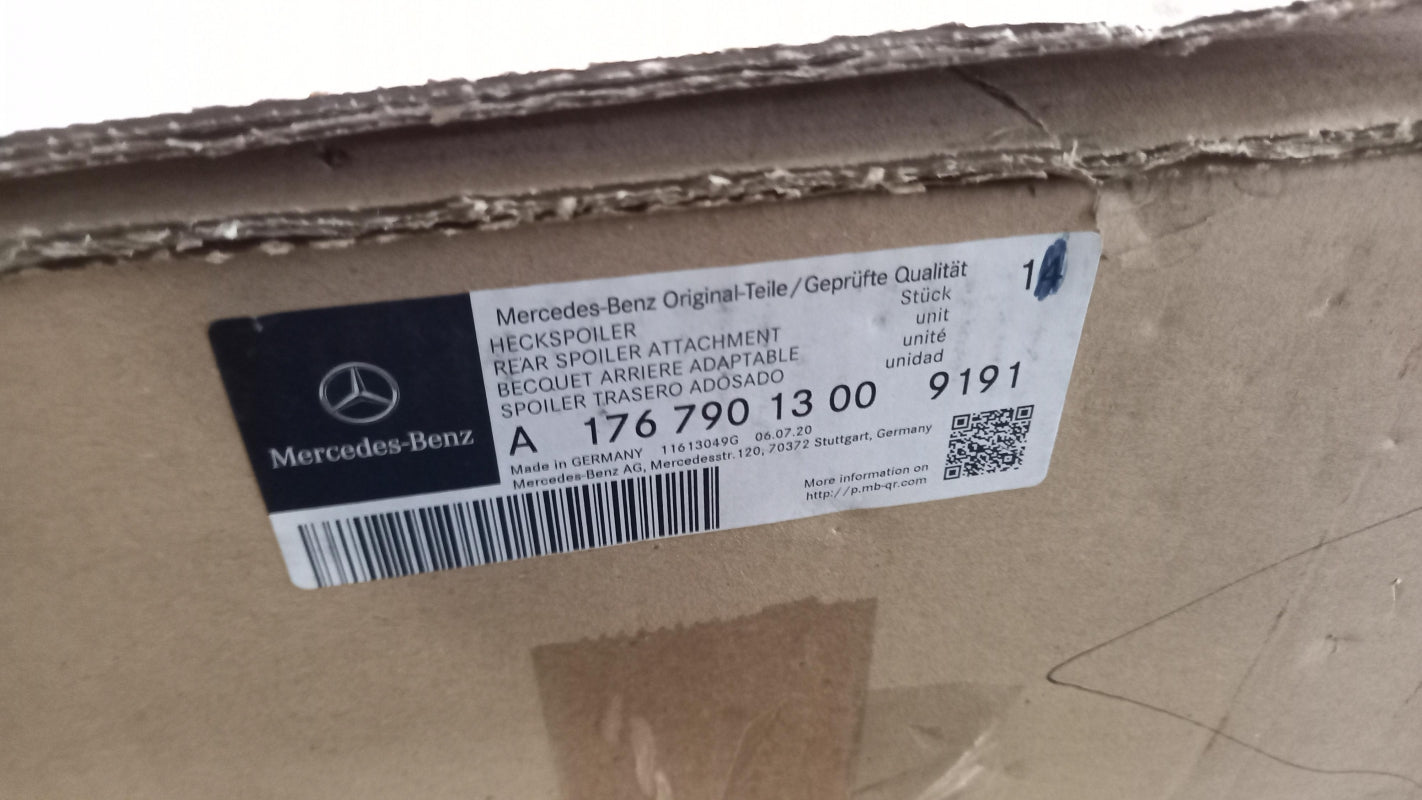 Mercedes-Benz
Mercedes-Benz Original-Teile/Geprüfte Qualität
HECKSPOILER
REAR SPOILER ATTACHMENT
BECQUET ARRIERE ADAPTABLE
SPOILER TRASERO ADOSADO
1
Stück
unit
unité
unidad
A 176 790 13 00 9191
Made in GERMANY 11613049G 06.07.20
Mercedes-Benz AG, Mercedesstr.120, 70372 Stuttgart, Germany
More information on
http://p.mb-qr.com